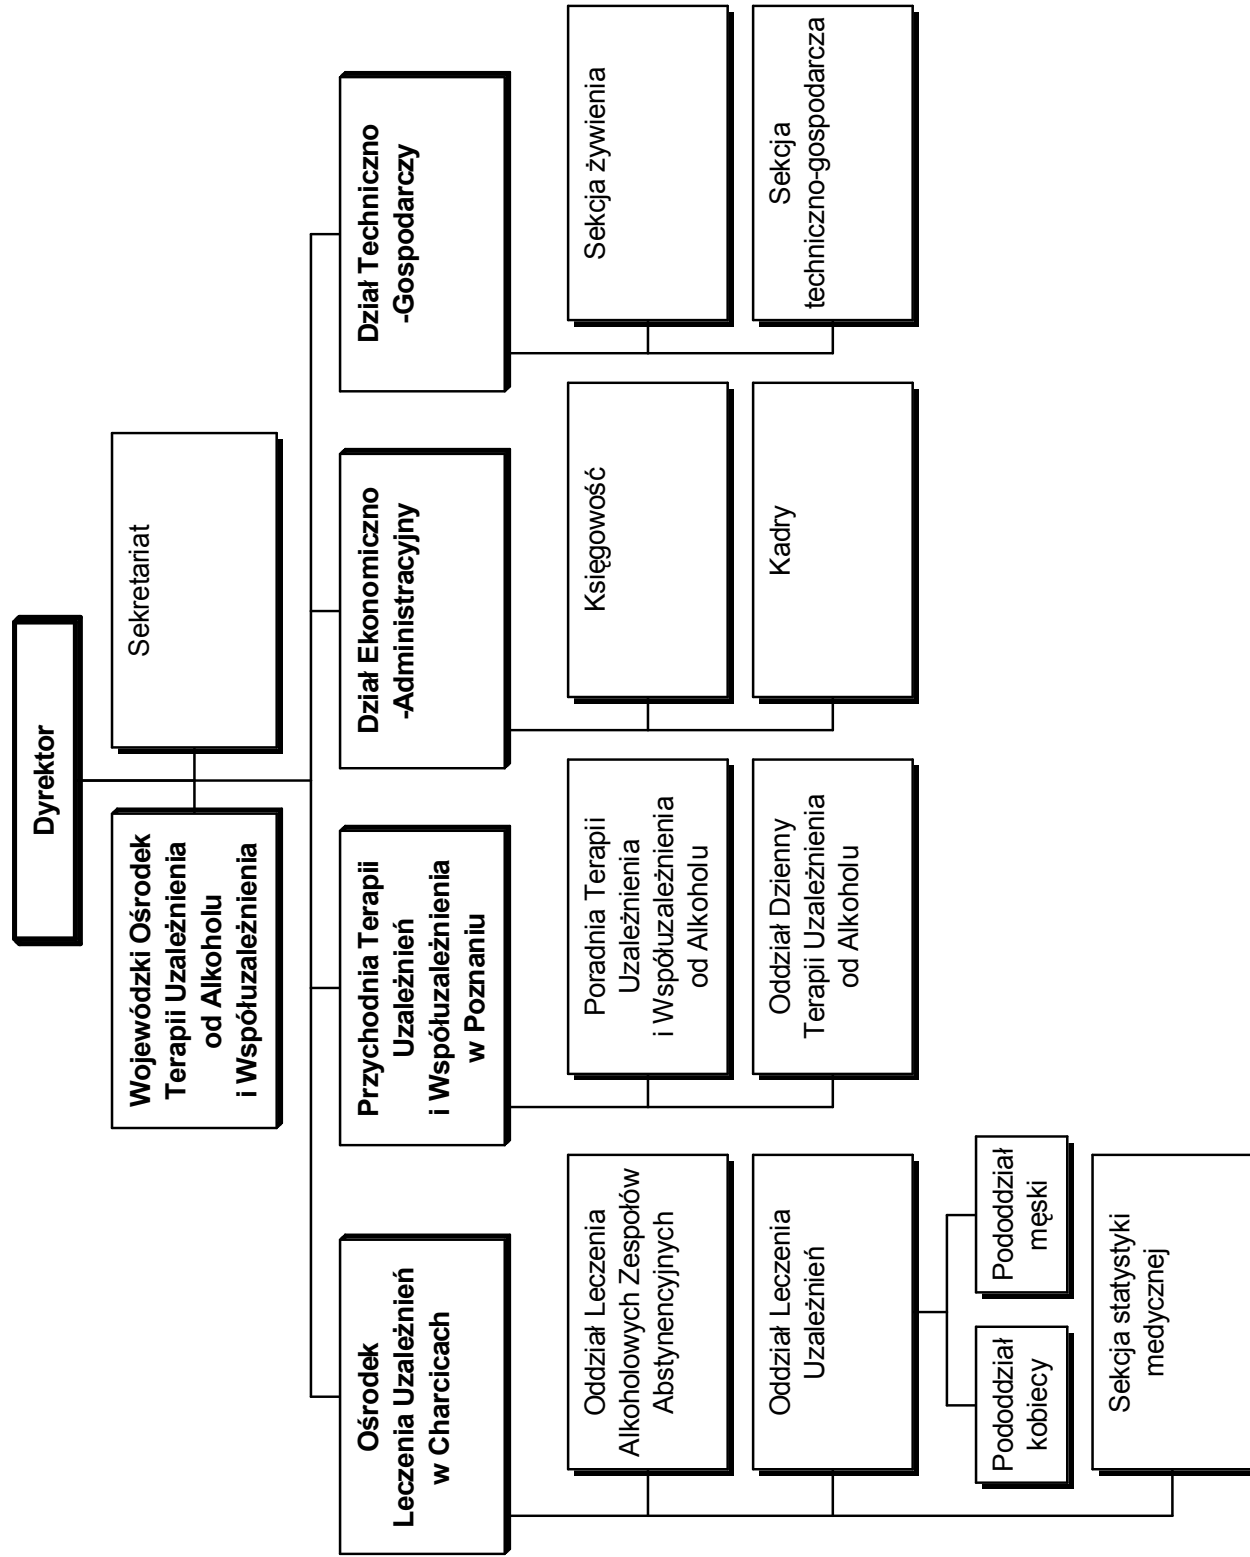 Dyrektor
Wojewódzki Ośrodek
Terapii Uzależnienia
od Alkoholu
i Współuzależnienia
Sekretariat
Ośrodek
Leczenia Uzależnień
w Charcicach
Przychodnia Terapii
Uzależnień
i Współuzależnienia
w Poznaniu
Dział Ekonomiczno
-Administracyjny
Dział Techniczno
-Gospodarczy
Oddział Leczenia
Alkoholowych Zespołów
Abstynencyjnych
Poradnia Terapii
Uzależnienia
i Współuzależnienia
od Alkoholu
Księgowość
Sekcja żywienia
Oddział Leczenia
Uzależnień
Oddział Dzienny
Terapii Uzależnienia
od Alkoholu
Kadry
Sekcja
techniczno-gospodarcza
Pododdział
kobiecy
Pododdział
męski
Sekcja statystyki
medycznej